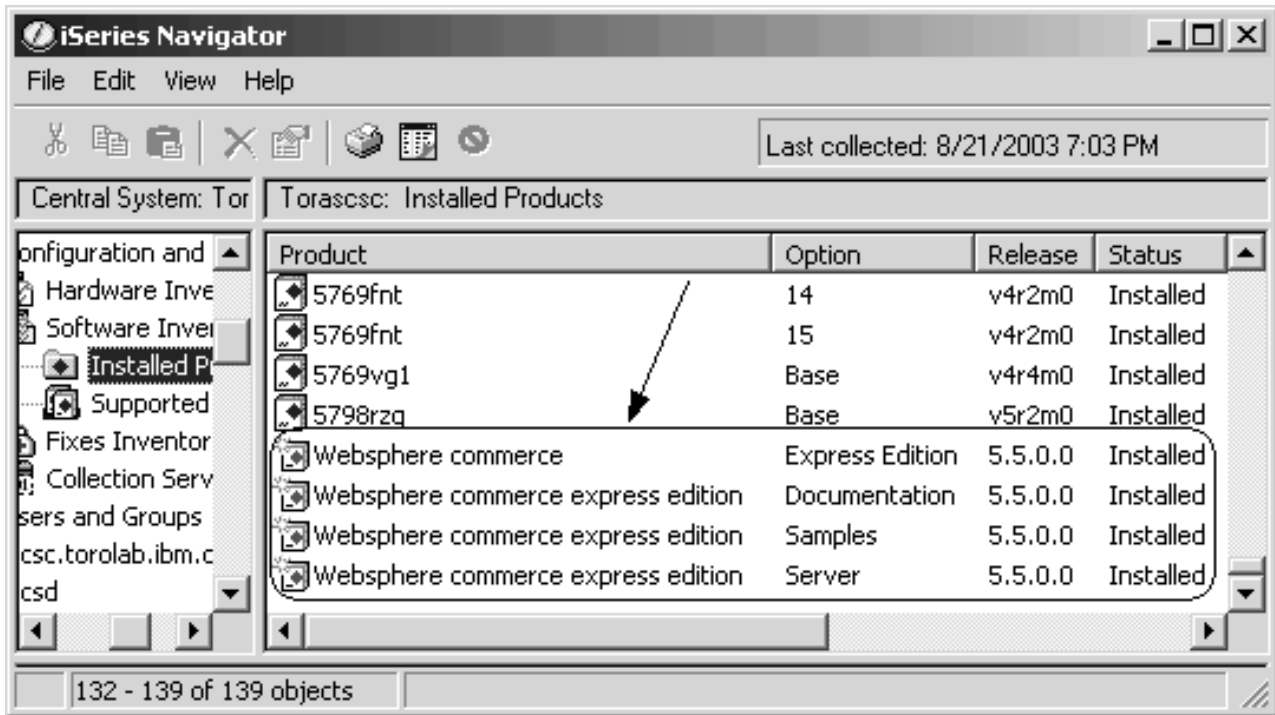 iSeries Navigator
File Edit View Help
Last collected: 8/21/2003 7:03 PM
Central System: Tor
Torascsc: Installed Products
onfiguration and
Hardware Inve
Software Inver
Installed P
Supported
Fixes Inventor
Collection Serv
sers and Groups
csc.torolab.ibm.c
csd
Product Option Release Status
5769fnt 14 v4r2m0 Installed
5769fnt 15 v4r2m0 Installed
5769vg1 Base v4r4m0 Installed
5798rzq Base v5r2m0 Installed
Websphere commerce Express Edition 5.5.0.0 Installed
Websphere commerce express edition Documentation 5.5.0.0 Installed
Websphere commerce express edition Samples 5.5.0.0 Installed
Websphere commerce express edition Server 5.5.0.0 Installed
132 - 139 of 139 objects